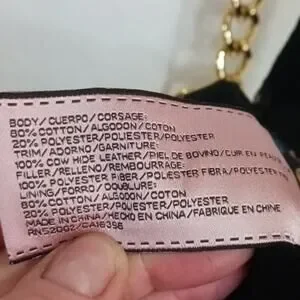 BODY/CUERPO/CORSAGE:
80% COTTON/ALGODON/COTON
20% POLYESTER/POLIESTER/POLYESTER
TRIM/ADORNO/GARNITURE:
100% COW HIDE LEATHER/PIEL DE BOVINO/CUIR EN PEAU
FILLER/RELLENO/REMBOURRAGE:
100% POLYESTER FIBER/POLIESTER FIBRA/POLYESTER
LINING/FORRO/DOUBLURE:
80% COTTON/ALGODON/COTON
20% POLYESTER/POLIESTER/POLYESTER
MADE IN CHINA/HECHO EN CHINA/FABRIQUE EN CHINE
RN52002/CA18396